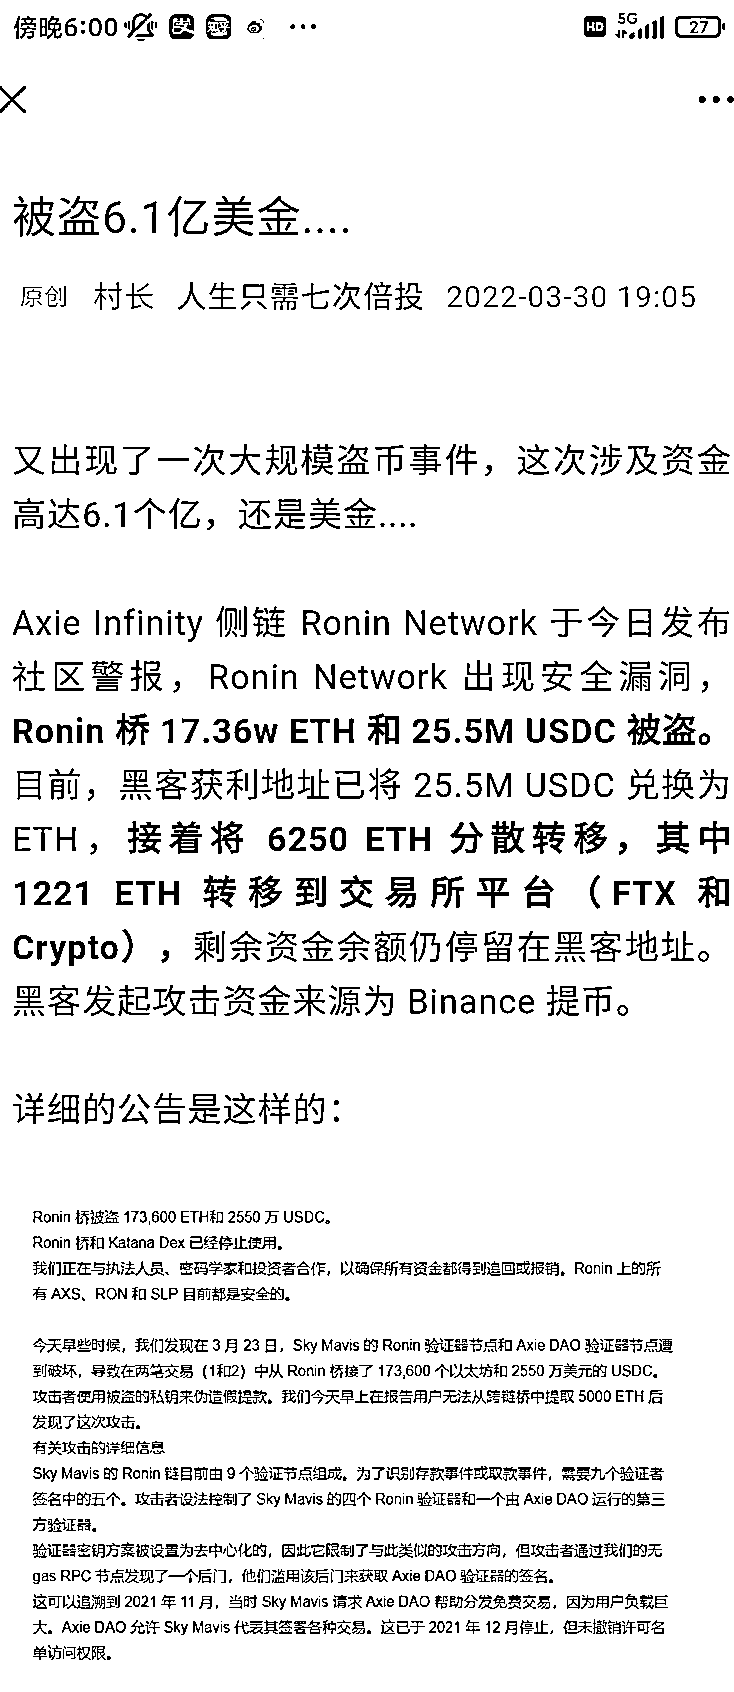 傍晚6:00
HD 5G 27
被盗6.1亿美金....
原创 村长 人生只需七次倍投 2022-03-30 19:05
又出现了一次大规模盗币事件，这次涉及资金
高达6.1个亿，还是美金....
Axie Infinity 侧链 Ronin Network 于今日发布
社区警报，Ronin Network 出现安全漏洞，
Ronin 桥 17.36w ETH 和 25.5M USDC 被盗。
目前，黑客获利地址已将 25.5M USDC 兑换为
ETH，接着将 6250 ETH 分散转移，其中
1221 ETH 转移到交易所平台（FTX 和
Crypto），剩余资金余额仍停留在黑客地址。
黑客发起攻击资金来源为 Binance 提币。
详细的公告是这样的：
Ronin 桥被盗 173,600 ETH和 2550 万 USDC。
Ronin 桥和 Katana Dex 已经停止使用。
我们正在与执法人员、密码学家和投资者合作，以确保所有资金都得到追回或报销。Ronin 上的所
有 AXS、RON 和 SLP 目前都是安全的。
今天早些时候，我们发现在 3 月 23 日，Sky Mavis 的 Ronin 验证器节点和 Axie DAO 验证器节点遭
到破坏，导致在两笔交易（1和2）中从 Ronin 桥接了 173,600 个以太坊和 2550 万美元的 USDC。
攻击者使用被盗的私钥来伪造假提款。我们今天早上在报告用户无法从跨链桥中提取 5000 ETH 后
发现了这次攻击。
有关攻击的详细信息
Sky Mavis 的 Ronin 链目前由 9 个验证节点组成。为了识别存款事件或取款事件，需要九个验证者
签名中的五个。攻击者设法控制了 Sky Mavis 的四个 Ronin 验证器和一个由 Axie DAO 运行的第三
方验证器。
验证器密钥方案被设置为去中心化的，因此它限制了与此类似的攻击方向，但攻击者通过我们的无
gas RPC 节点发现了一个后门，他们滥用该后门来获取 Axie DAO 验证器的签名。
这可以追溯到 2021 年 11 月，当时 Sky Mavis 请求 Axie DAO 帮助分发免费交易，因为用户负载巨
大。Axie DAO 允许 Sky Mavis 代表其签署各种交易。这已于 2021 年 12 月停止，但未撤销许可名
单访问权限。